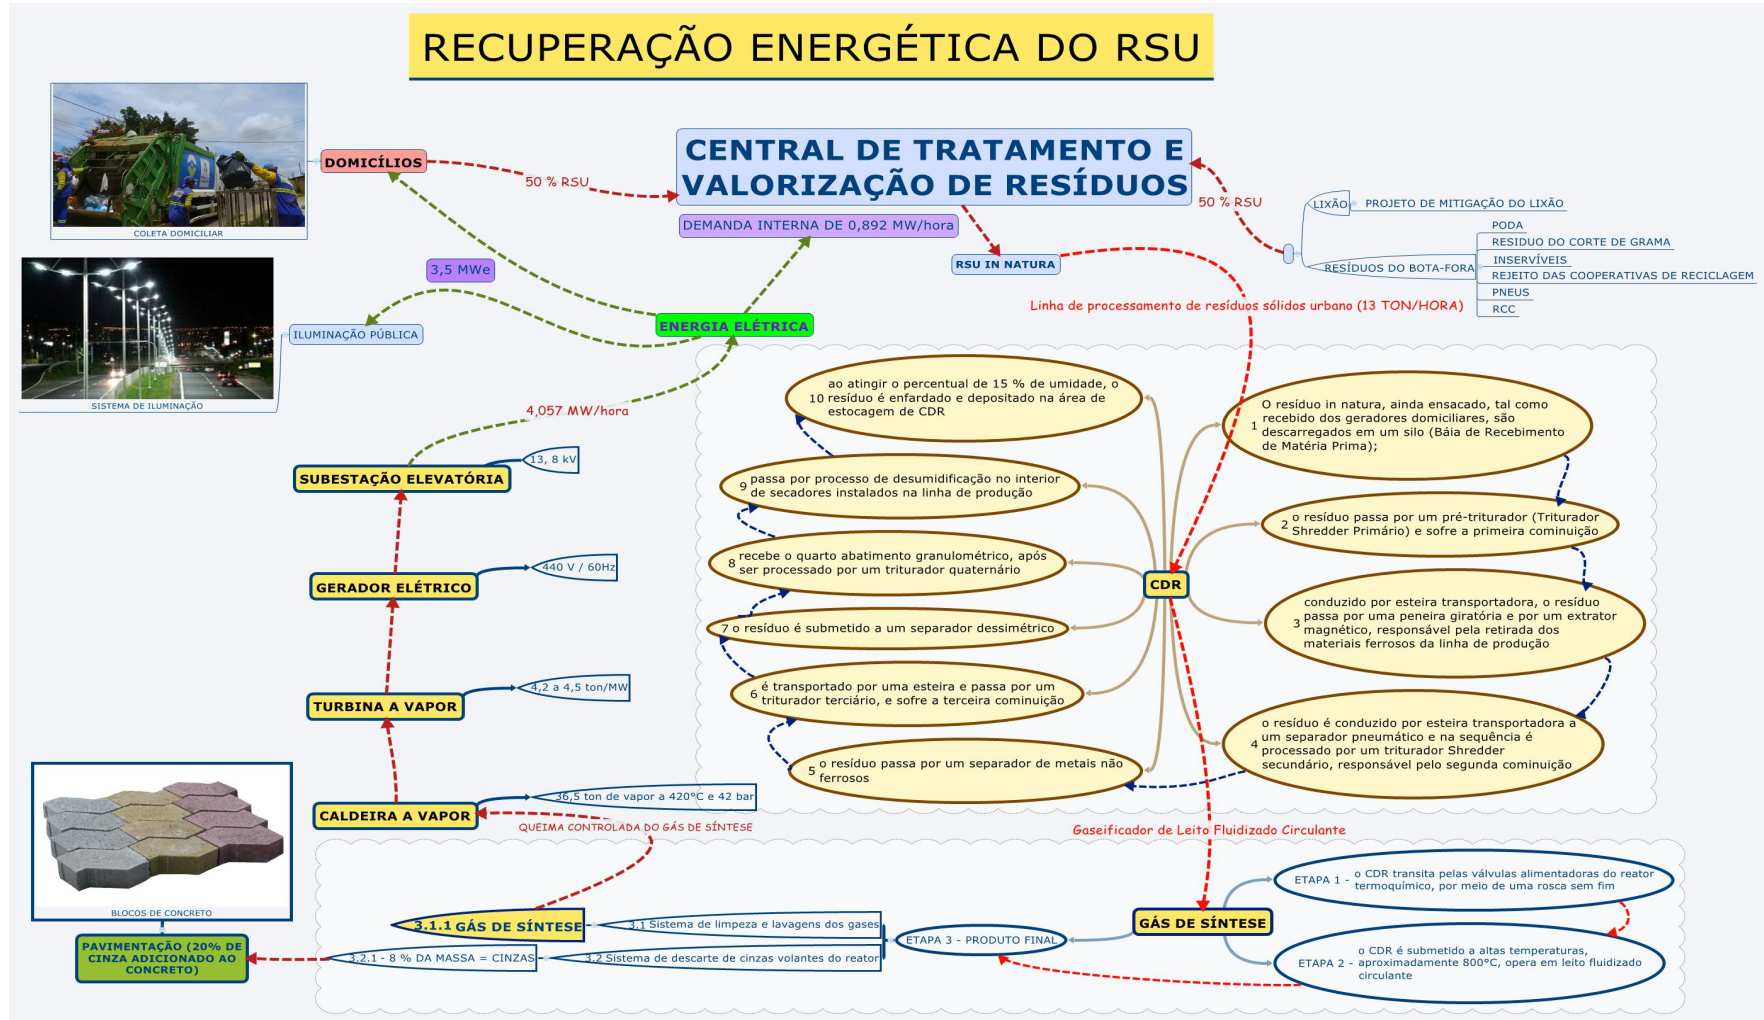 RECUPERAÇÃO ENERGÉTICA DO RSU
COLETA DOMICILIAR
DOMICÍLIOS
50 % RSU
CENTRAL DE TRATAMENTO E
VALORIZAÇÃO DE RESÍDUOS
DEMANDA INTERNA DE 0,892 MW/hora
RSU IN NATURA
50 % RSU
LIXÃO
PROJETO DE MITIGAÇÃO DO LIXÃO
RESÍDUOS DO BOTA-FORA
PODA
RESIDUO DO CORTE DE GRAMA
INSERVÍVEIS
REJEITO DAS COOPERATIVAS DE RECICLAGEM
PNEUS
RCC
Linha de processamento de resíduos sólidos urbano (13 TON/HORA)
3,5 MWe
ENERGIA ELÉTRICA
ILUMINAÇÃO PÚBLICA
SISTEMA DE ILUMINAÇÃO
4,057 MW/hora
SUBESTAÇÃO ELEVATÓRIA
13, 8 kV
GERADOR ELÉTRICO
440 V / 60Hz
TURBINA A VAPOR
4,2 a 4,5 ton/MW
CALDEIRA A VAPOR
36,5 ton de vapor a 420°C e 42 bar
QUEIMA CONTROLADA DO GÁS DE SÍNTESE
CDR
1 O resíduo in natura, ainda ensacado, tal como
recebido dos geradores domiciliares, são
descarregados em um silo (Báia de Recebimento
de Matéria Prima);
2 o resíduo passa por um pré-triturador (Triturador
Shredder Primário) e sofre a primeira cominuição
3 conduzido por esteira transportadora, o resíduo
passa por uma peneira giratória e por um extrator
magnético, responsável pela retirada dos
materiais ferrosos da linha de produção
4 o resíduo é conduzido por esteira transportadora a
um separador pneumático e na sequência é
processado por um triturador Shredder
secundário, responsável pelo segunda cominuição
5 o resíduo passa por um separador de metais não
ferrosos
6 é transportado por uma esteira e passa por um
triturador terciário, e sofre a terceira cominuição
7 o resíduo é submetido a um separador dessimétrico
8 recebe o quarto abatimento granulométrico, após
ser processado por um triturador quaternário
9 passa por processo de desumidificação no interior
de secadores instalados na linha de produção
10 ao atingir o percentual de 15 % de umidade, o
resíduo é enfardado e depositado na área de
estocagem de CDR
Gaseificador de Leito Fluidizado Circulante
GÁS DE SÍNTESE
ETAPA 1 - o CDR transita pelas válvulas alimentadoras do reator
termoquímico, por meio de uma rosca sem fim
ETAPA 2 - o CDR é submetido a altas temperaturas,
aproximadamente 800°C, opera em leito fluidizado
circulante
ETAPA 3 - PRODUTO FINAL
3.1 Sistema de limpeza e lavagens dos gases
3.1.1 GÁS DE SÍNTESE
3.2 Sistema de descarte de cinzas volantes do reator
3.2.1 - 8 % DA MASSA = CINZAS
BLOCOS DE CONCRETO
PAVIMENTAÇÃO (20% DE
CINZA ADICIONADO AO
CONCRETO)